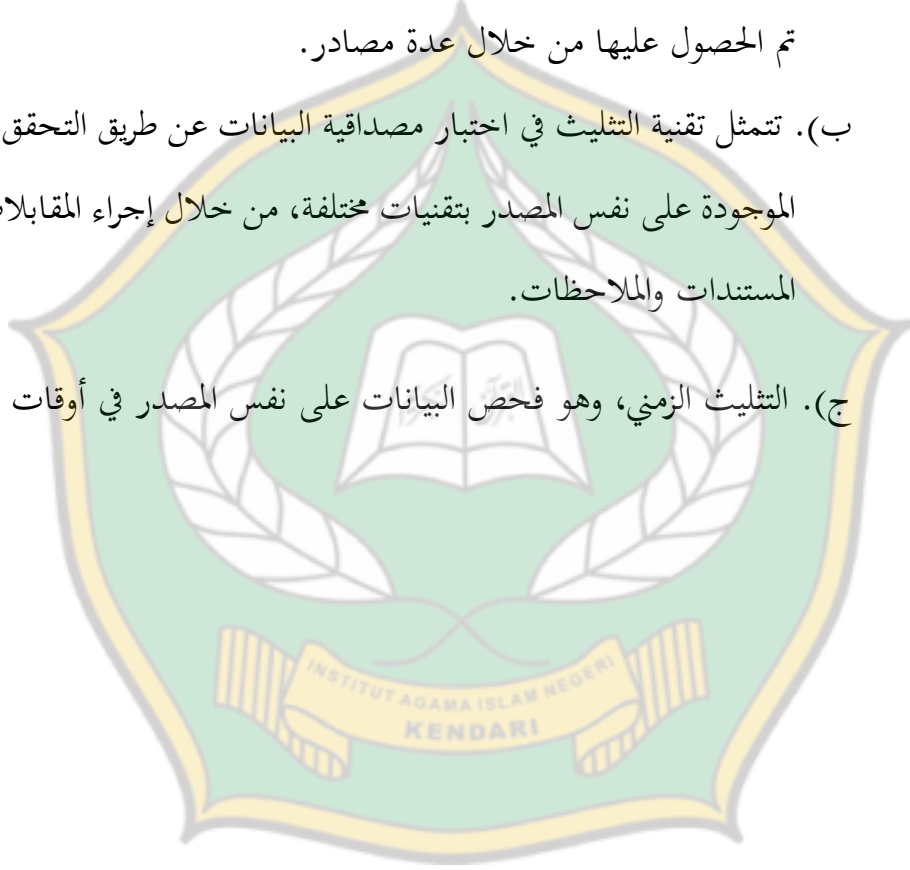 تم الحصول عليها من خلال عدة مصادر.
ب). تتمثل تقنية التثليث في اختبار مصداقية البيانات عن طريق التحقق
الموجودة على نفس المصدر بتقنيات مختلفة، من خلال إجراء
المستندات والملاحظات.
ج). التثليث الزمني، وهو فحص البيانات على نفس المصدر في أوقات
INSTITUT AGAMA ISLAM NEGERI
KENDARI